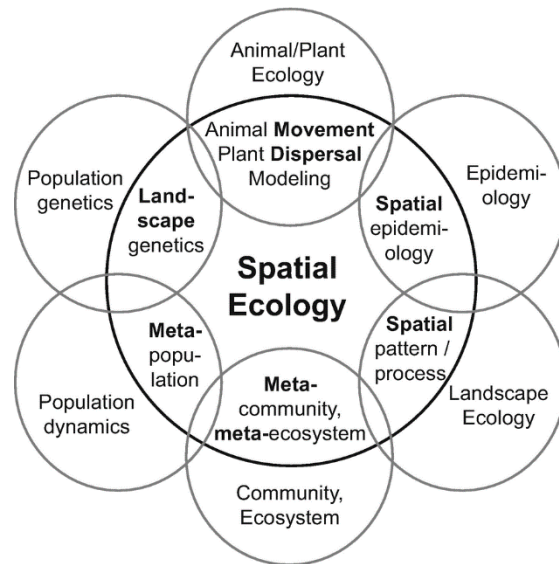 Animal/Plant
Ecology
Animal Movement
Plant Dispersal
Modeling
Population
genetics
Land-
scape
genetics
Spatial
epidemi-
ology
Epidemi-
ology
Spatial
Ecology
Meta-
popu-
lation
Population
dynamics
Meta-
community,
meta-ecosystem
Spatial
pattern /
process
Landscape
Ecology
Community,
Ecosystem